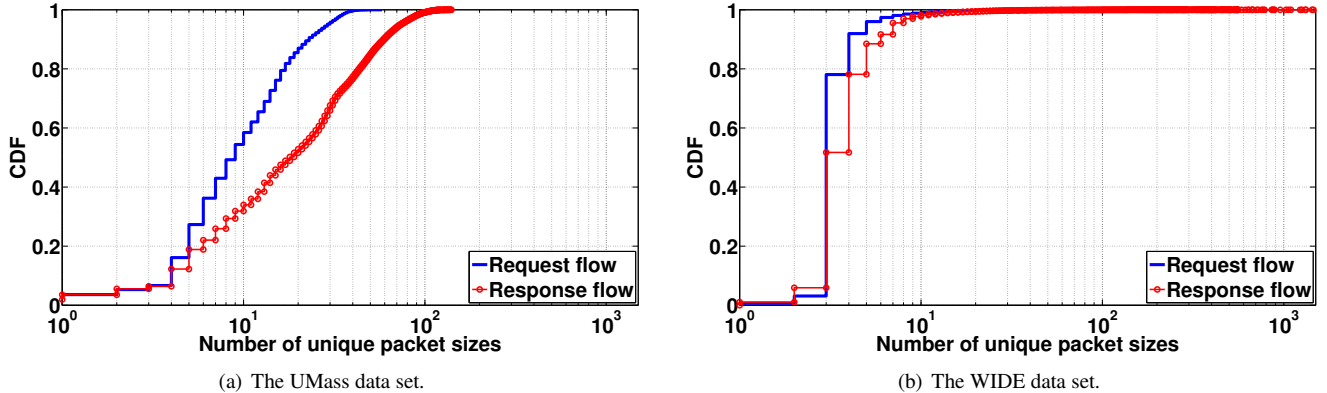 1
0.8
0.6
0.4
0.2
0
CDF
10^0
10^1
10^2
10^3
Number of unique packet sizes
Request flow
Response flow
(a) The UMass data set.
1
0.8
0.6
0.4
0.2
0
CDF
10^0
10^1
10^2
10^3
Number of unique packet sizes
Request flow
Response flow
(b) The WIDE data set.